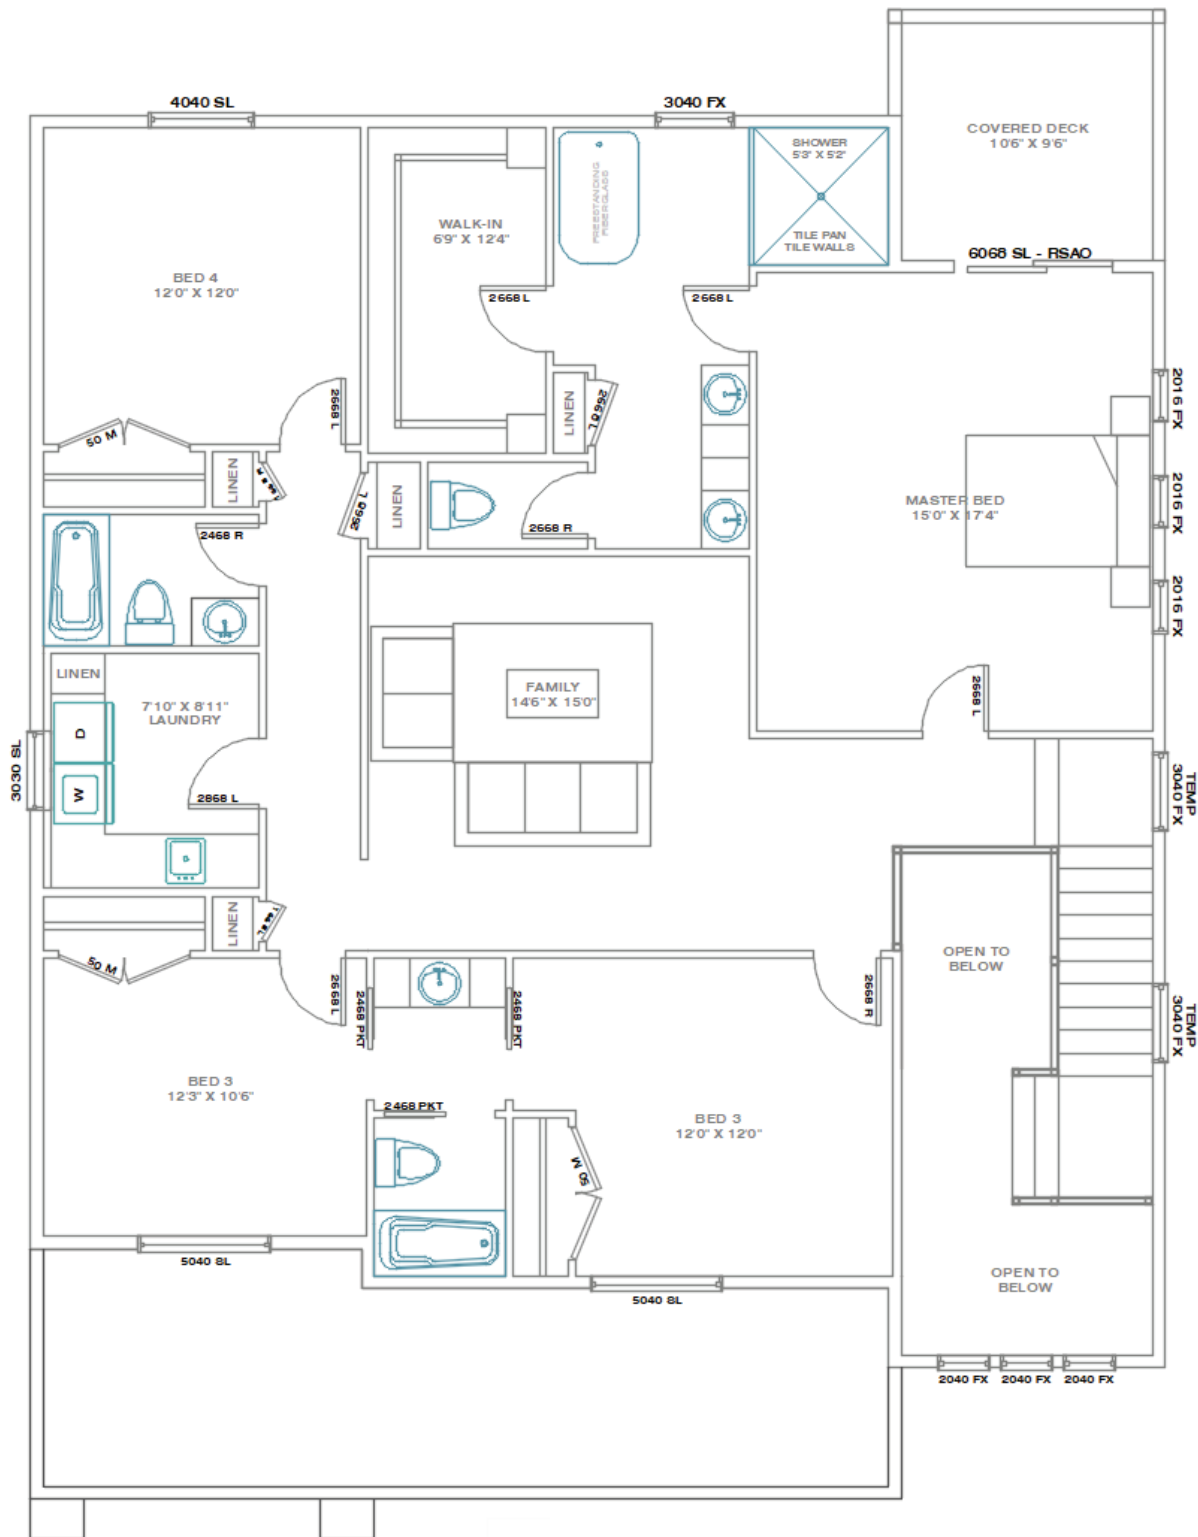 4040 SL
3040 FX
COVERED DECK
10'6" X 9'6"
SHOWER
5'3" X 5'2"
TILE PAN
TILE WALLS
FREESTANDING
FIBERGLASS
WALK-IN
6'9" X 12'4"
BED 4
12'0" X 12'0"
6068 SL - RSAO
2668 L
2668 L
2016 FX
2668 L
LINEN
2668 L
50 M
LINEN
2668 L
LINEN
2016 FX
MASTER BED
15'0" X 17'4"
2468 R
2668 R
2016 FX
LINEN
7'10" X 8'11"
LAUNDRY
FAMILY
14'6" X 15'0"
2668 L
D
3030 SL
W
2868 L
TEMP
3040 FX
LINEN
50 M
2668 L
2468 PKT
2468 PKT
2668 R
OPEN TO
BELOW
TEMP
3040 FX
BED 3
12'3" X 10'6"
2468 PKT
BED 3
12'0" X 12'0"
50 M
5040 SL
5040 SL
OPEN TO
BELOW
2040 FX
2040 FX
2040 FX